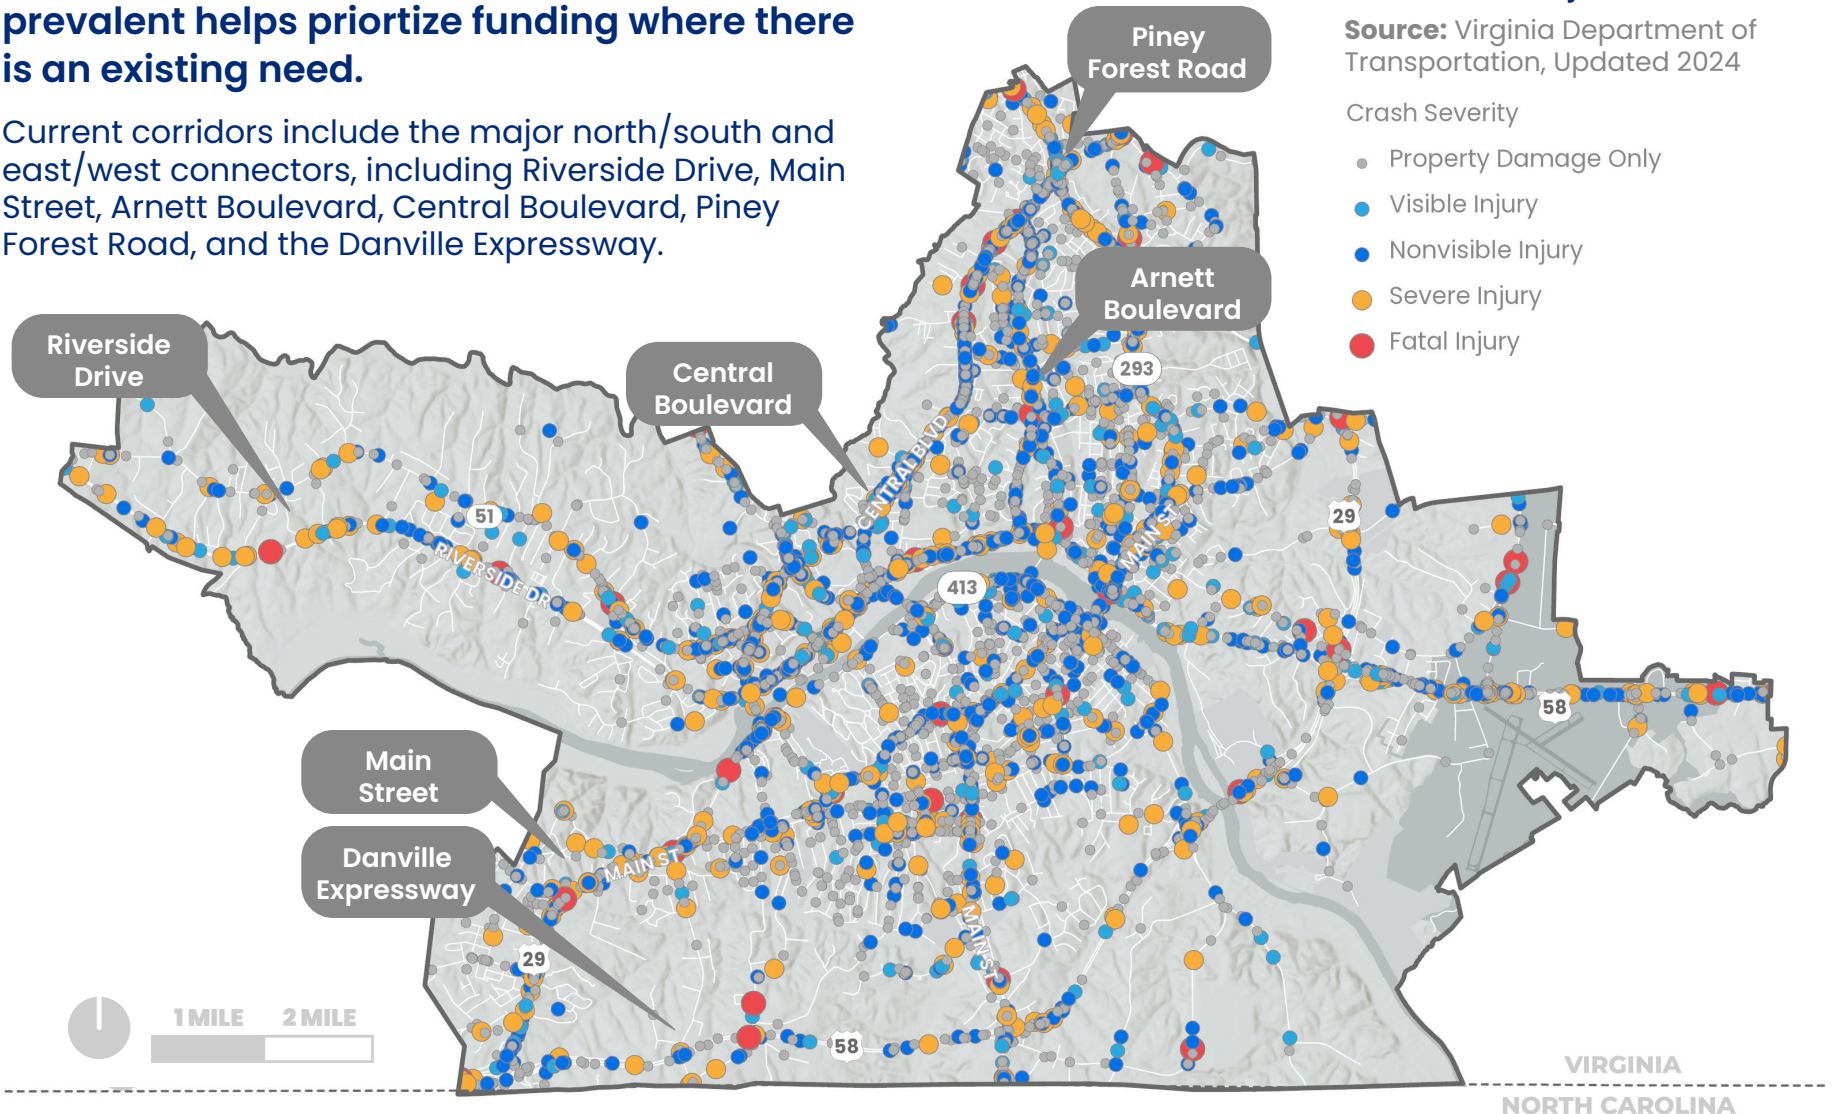 prevalent helps priortize funding where there
is an existing need.
Current corridors include the major north/south and
east/west connectors, including Riverside Drive, Main
Street, Arnett Boulevard, Central Boulevard, Piney
Forest Road, and the Danville Expressway.
Source: Virginia Department of
Transportation, Updated 2024
Crash Severity
Property Damage Only
Visible Injury
Nonvisible Injury
Severe Injury
Fatal Injury
Piney
Forest Road
Arnett
Boulevard
Riverside
Drive
Central
Boulevard
293
CENTRAL BLVD
51
RIVERSIDE DR
MAIN ST
29
413
58
Main
Street
Danville
Expressway
MAIN ST
MAIN ST
29
58
1 MILE 2 MILE
VIRGINIA
NORTH CAROLINA